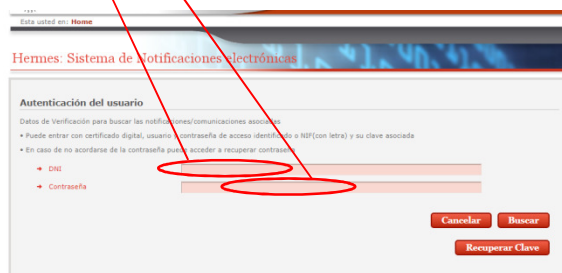 Esta usted en: Home
Hermes: Sistema de Notificaciones electrónicas
Autenticación del usuario
Datos de Verificación para buscar las notificaciones/comunicaciones asociadas
• Puede entrar con certificado digital, usuario y contraseña de acceso identificado o NIF(con letra) y su clave asociada
• En caso de no acordarse de la contraseña puede acceder a recuperar contraseña
DNI
Contraseña
Cancelar Buscar
Recuperar Clave